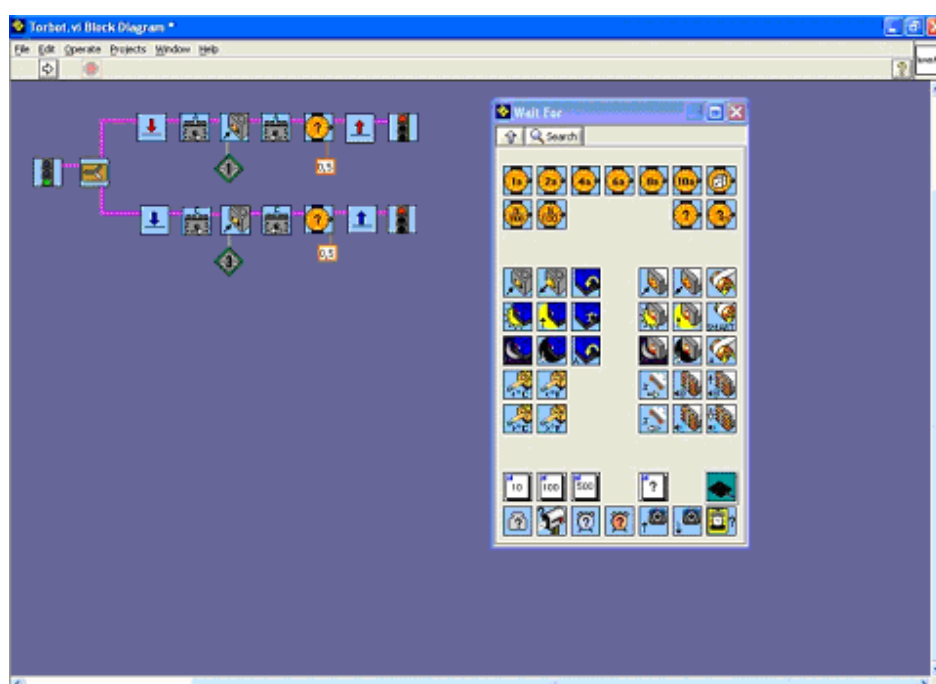 Torbot.vi Block Diagram *
File Edit Operate Projects Window Help
Wait For
Search
1s 2s 4s 6s 8s 10s
? ?
1
0,5
3
0,5
10 100 500 ?
? ? ? ?